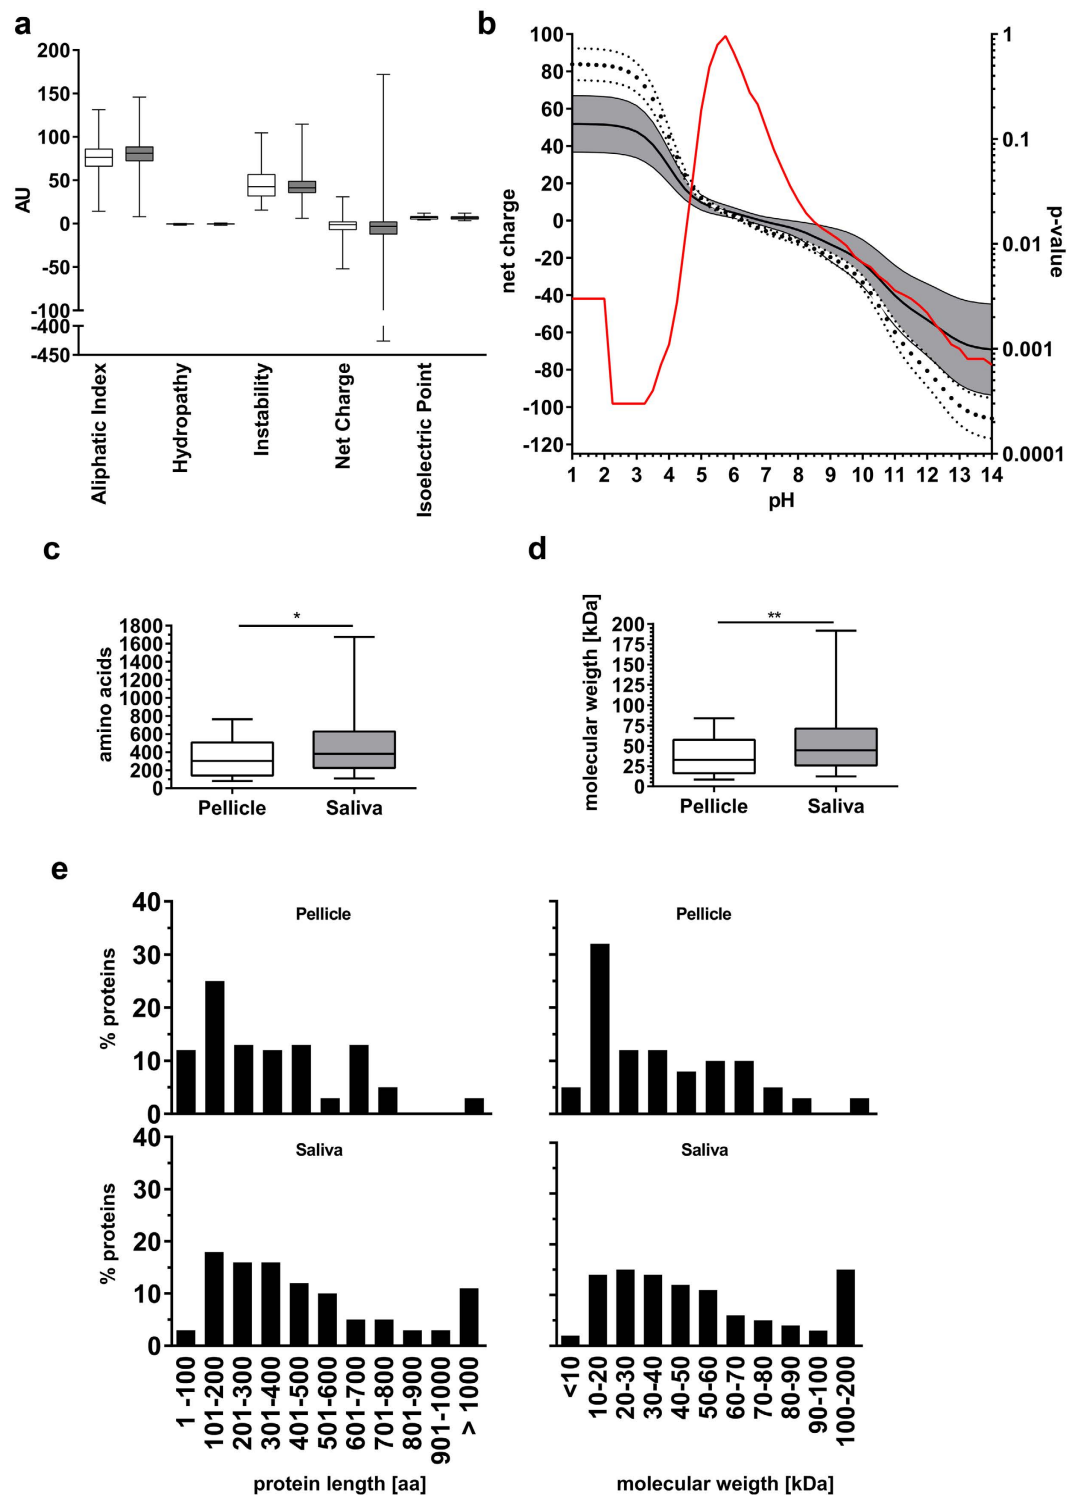 a
200
150
100
50
0
-50
-100
-400
-450
AU
Aliphatic Index
Hydropathy
Instability
Net Charge
Isoelectric Point
b
100
80
60
40
20
0
-20
-40
-60
-80
-100
-120
net charge
1
0.1
0.01
0.001
0.0001
p-value
1 2 3 4 5 6 7 8 9 10 11 12 13 14
pH
c
1800
1600
1400
1200
1000
800
600
400
200
0
amino acids
*
Pellicle Saliva
d
200
175
150
125
100
75
50
25
0
molecular weigth [kDa]
**
Pellicle Saliva
e
40
30
20
10
0
% proteins
Pellicle
Pellicle
40
30
20
10
0
% proteins
Saliva
Saliva
1 -100
101-200
201-300
301-400
401-500
501-600
601-700
701-800
801-900
901-1000
> 1000
protein length [aa]
<10
10-20
20-30
30-40
40-50
50-60
60-70
70-80
80-90
90-100
100-200
molecular weigth [kDa]